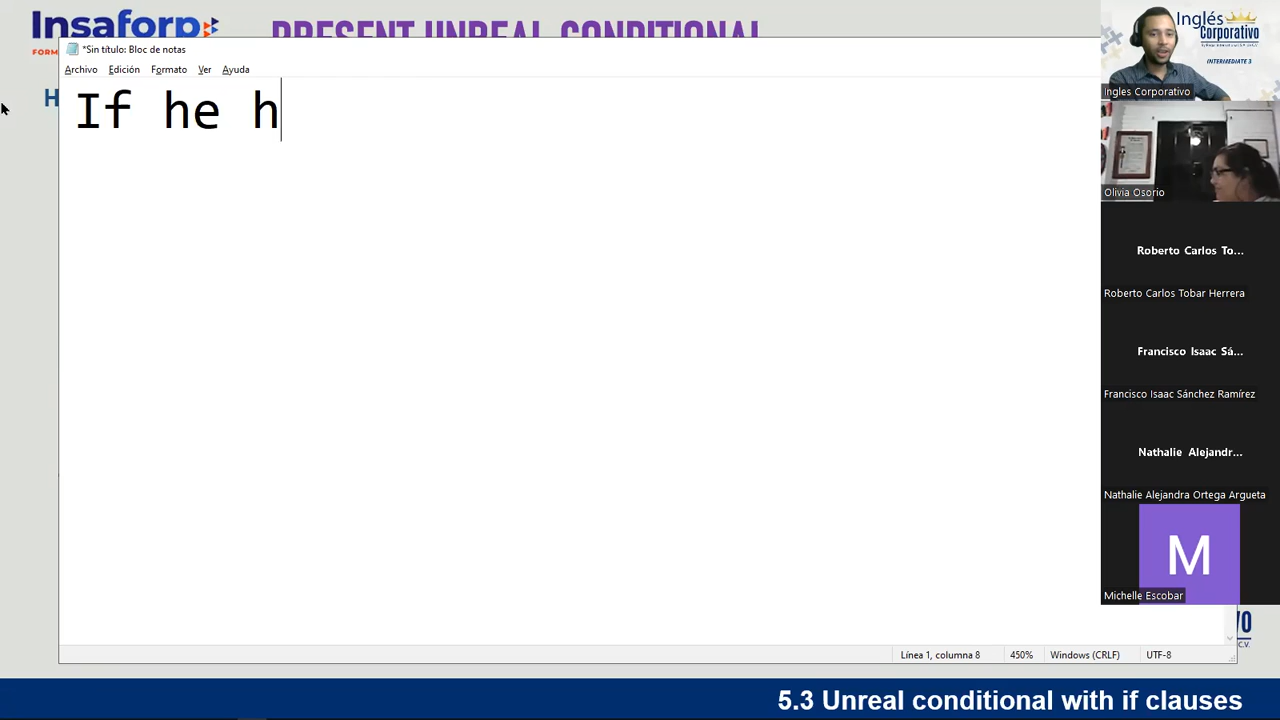 Insaforp
FORM
PRESENT UNREAL CONDITIONAL
H
*Sin título: Bloc de notas
Archivo Edición Formato Ver Ayuda
If he h
Línea 1, columna 8 450% Windows (CRLF) UTF-8
Inglés
Corporativo
INTERMEDIATE 3
Ingles Corporativo
Olivia Osorio
Roberto Carlos To...
Roberto Carlos Tobar Herrera
Francisco Isaac Sá...
Francisco Isaac Sánchez Ramírez
Nathalie Alejandr...
Nathalie Alejandra Ortega Argueta
M
Michelle Escobar
VO
C.V.
5.3 Unreal conditional with if clauses